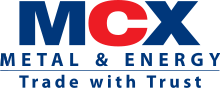 MCX
METAL & ENERGY
Trade with Trust